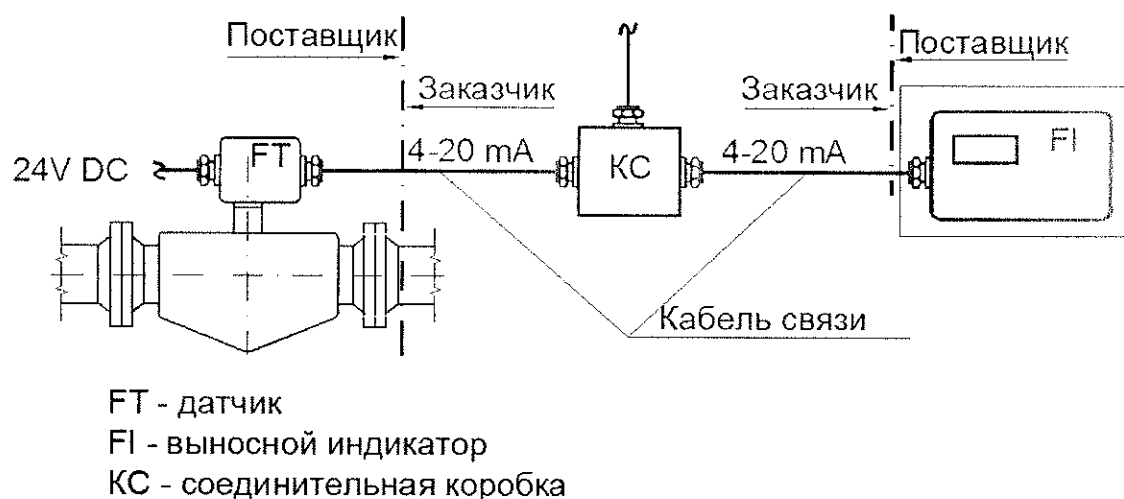 Поставщик
Поставщик
Заказчик
Заказчик
24V DC
FT
4-20 mA
КС
4-20 mA
FI
Кабель связи
FT - датчик
FI - выносной индикатор
КС - соединительная коробка